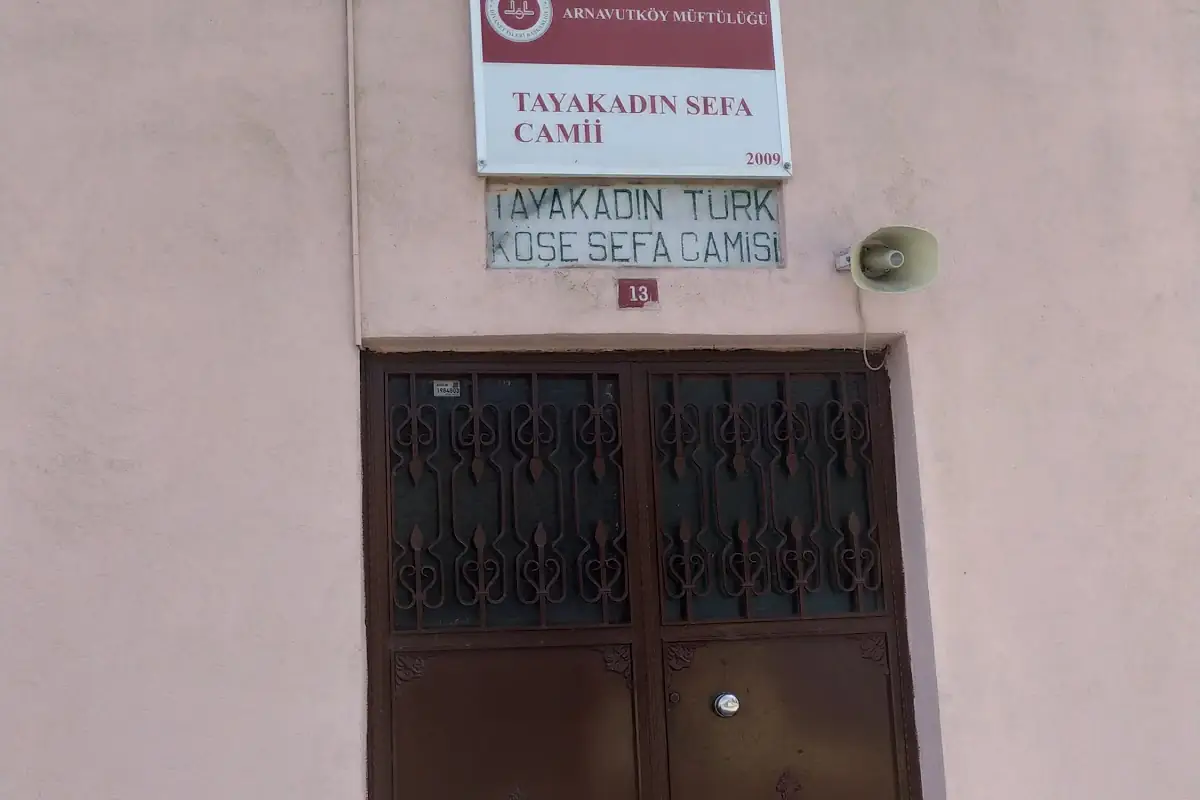 ARNAVUTKÖY MÜFTÜLÜĞÜ
TAYAKADIN SEFA
CAMİİ
2009
TAYAKADIN TÜRK
KÖSE SEFA CAMİSİ
13